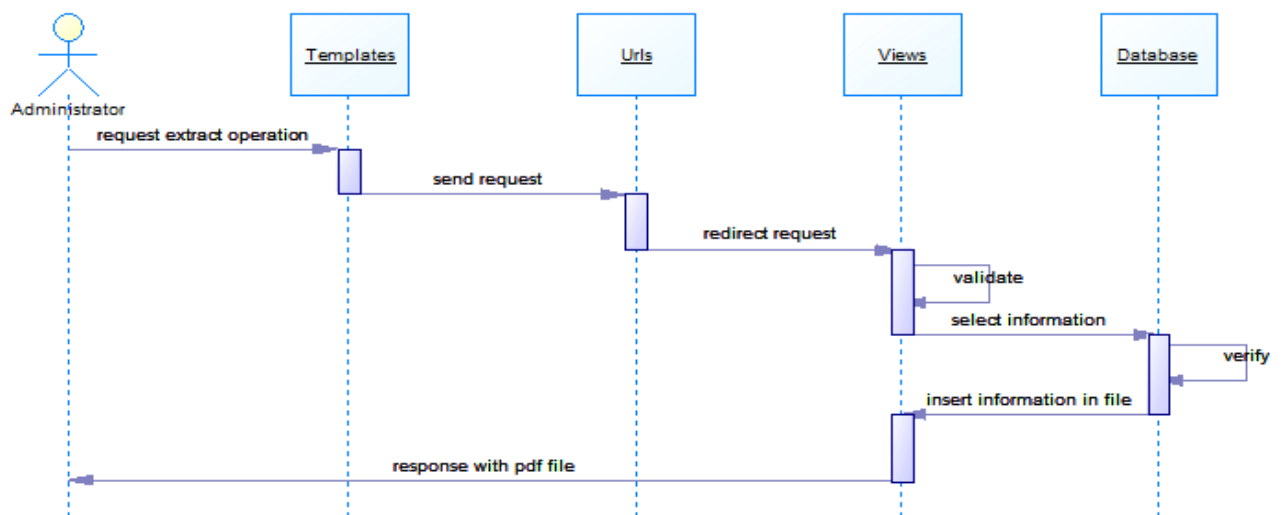 Templates
Urls
Views
Database
Administrator
request extract operation
send request
redirect request
validate
select information
verify
insert information in file
response with pdf file